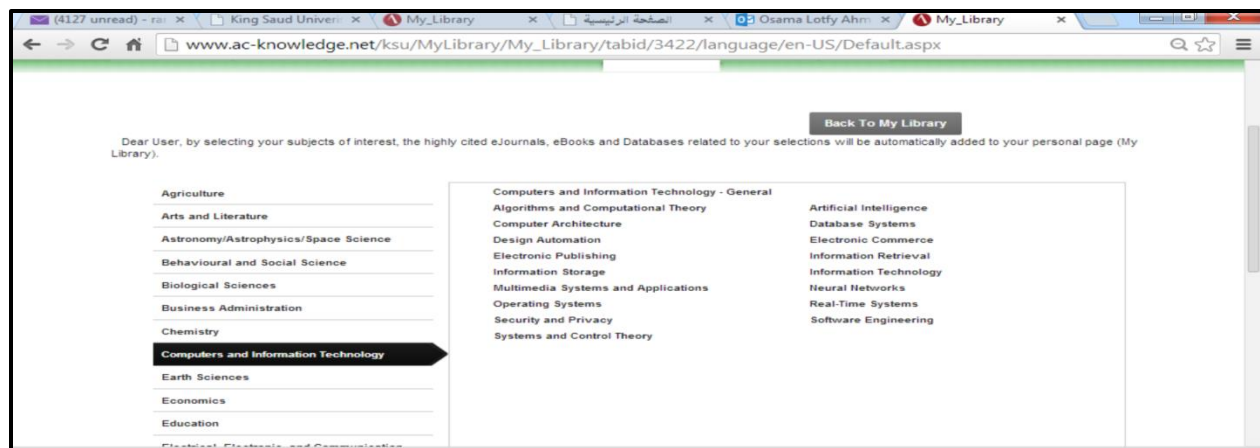 (4127 unread) - ra
King Saud Univeri
My_Library
الصفحة الرئيسية
Osama Lotfy Ahm
My_Library
www.ac-knowledge.net/ksu/MyLibrary/My_Library/tabid/3422/language/en-US/Default.aspx
Back To My Library
Dear User, by selecting your subjects of interest, the highly cited eJournals, eBooks and Databases related to your selections will be automatically added to your personal page (My
Library).
Agriculture
Arts and Literature
Astronomy/Astrophysics/Space Science
Behavioural and Social Science
Biological Sciences
Business Administration
Chemistry
Computers and Information Technology
Earth Sciences
Economics
Education
Electrical, Electronic, and Communication
Computers and Information Technology - General
Algorithms and Computational Theory
Artificial Intelligence
Computer Architecture
Database Systems
Design Automation
Electronic Commerce
Electronic Publishing
Information Retrieval
Information Storage
Information Technology
Multimedia Systems and Applications
Neural Networks
Operating Systems
Real-Time Systems
Security and Privacy
Software Engineering
Systems and Control Theory